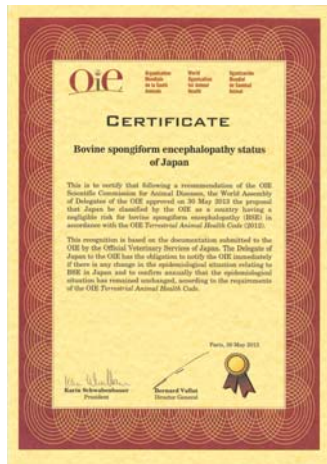 Oie
Organisation World Organización
Mondiale Organisation Mundial
de la Santé for Animal de Sanidad
Animale Health Animal
CERTIFICATE
Bovine spongiform encephalopathy status
of Japan
This is to certify that following a recommendation of the OIE
Scientific Commission for Animal Diseases, the World Assembly
of Delegates of the OIE approved on 30 May 2013 the proposal
that Japan be classified by the OIE as a country having a
negligible risk for bovine spongiform encephalopathy (BSE) in
accordance with the OIE Terrestrial Animal Health Code (2012).
This recognition is based on the documentation submitted to the
OIE by the Official Veterinary Services of Japan. The Delegate of
Japan to the OIE has the obligation to notify the OIE immediately
if there is any change in the epidemiological situation relating to
BSE in Japan and to confirm annually that the epidemiological
situation has remained unchanged, according to the requirements
of the OIE Terrestrial Animal Health Code.
Paris, 30 May 2013
Karin Schwabenbauer Bernard Vallat
President Director General